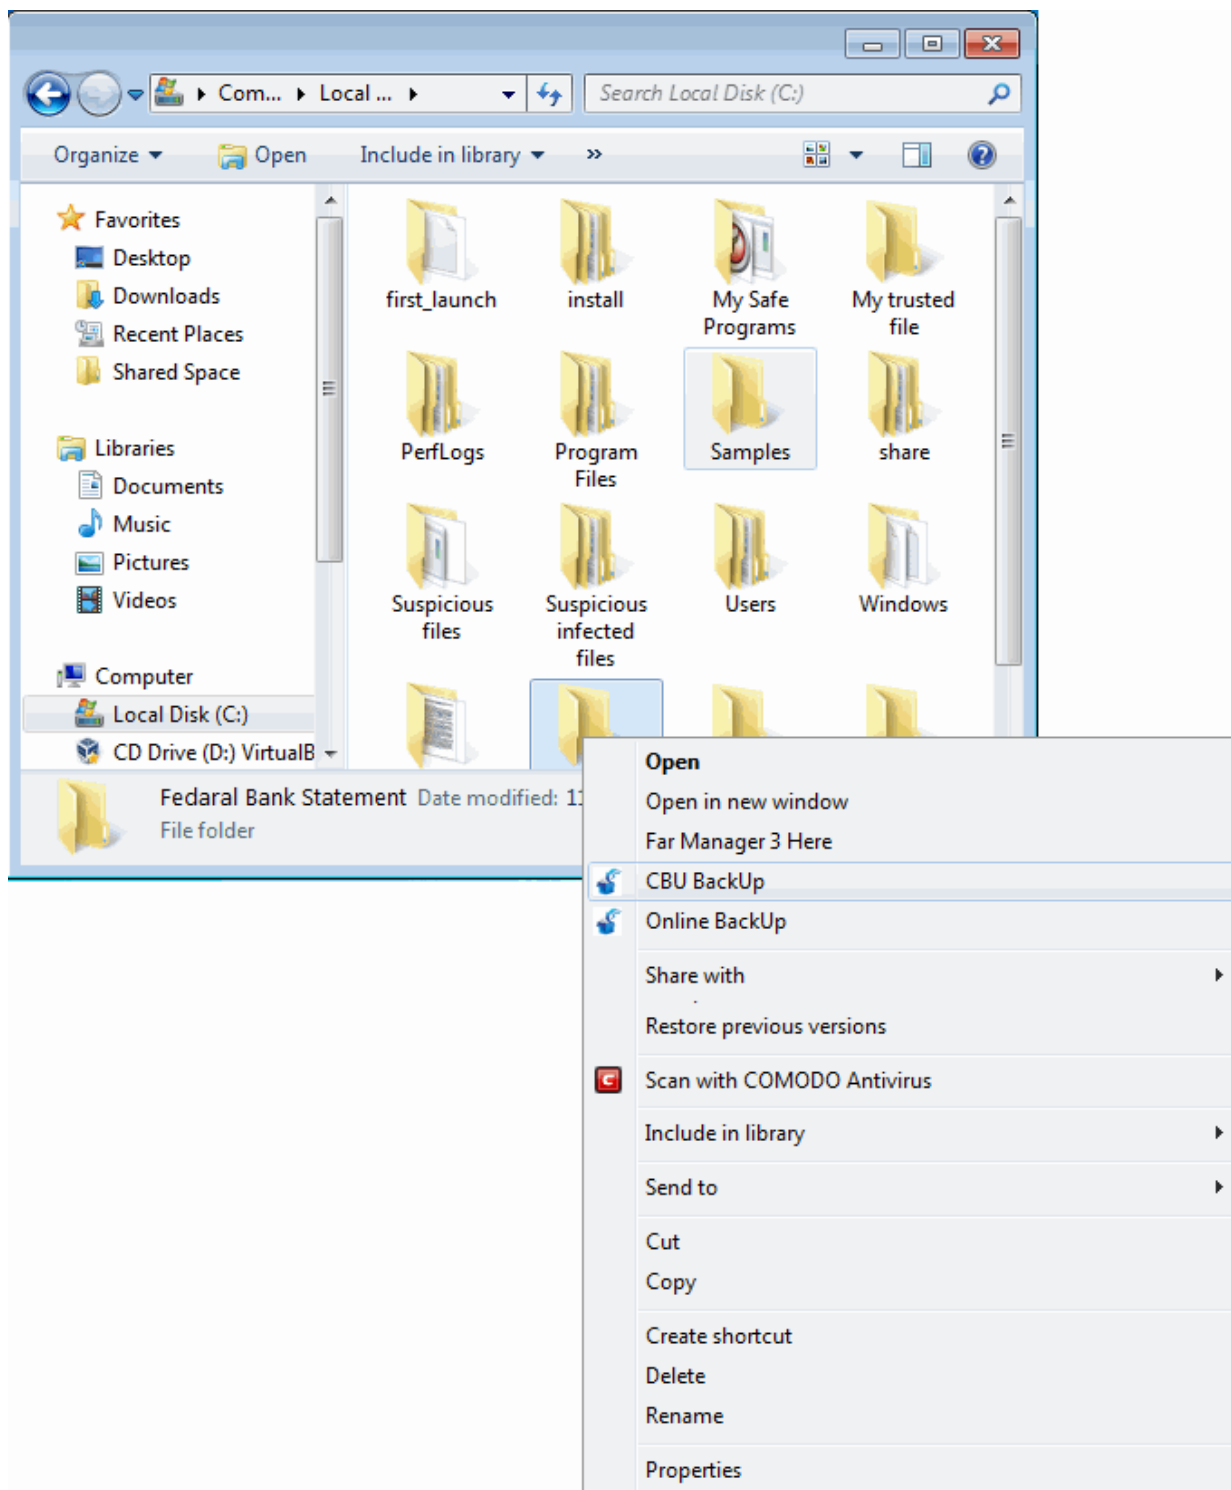 Com... Local ...
Search Local Disk (C:)
Organize Open Include in library »
Favorites
Desktop
Downloads
Recent Places
Shared Space
Libraries
Documents
Music
Pictures
Videos
Computer
Local Disk (C:)
CD Drive (D:) VirtualB
first_launch install My Safe My trusted
Programs file
PerfLogs Program Samples share
Files
Suspicious Suspicious Users Windows
files infected
files
Fedaral Bank Statement Date modified: 11
File folder
Open
Open in new window
Far Manager 3 Here
CBU BackUp
Online BackUp
Share with
Restore previous versions
Scan with COMODO Antivirus
Include in library
Send to
Cut
Copy
Create shortcut
Delete
Rename
Properties